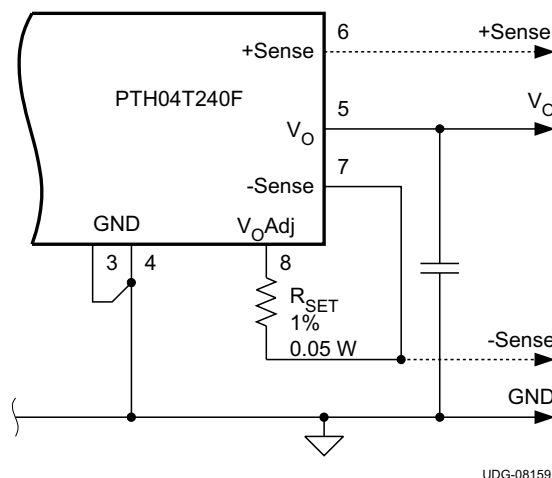 6
+Sense
+Sense
PTH04T240F
5
VO
VO
7
-Sense
GND
VOAdj
3
4
8
RSET
1%
0.05 W
-Sense
GND
UDG-08159